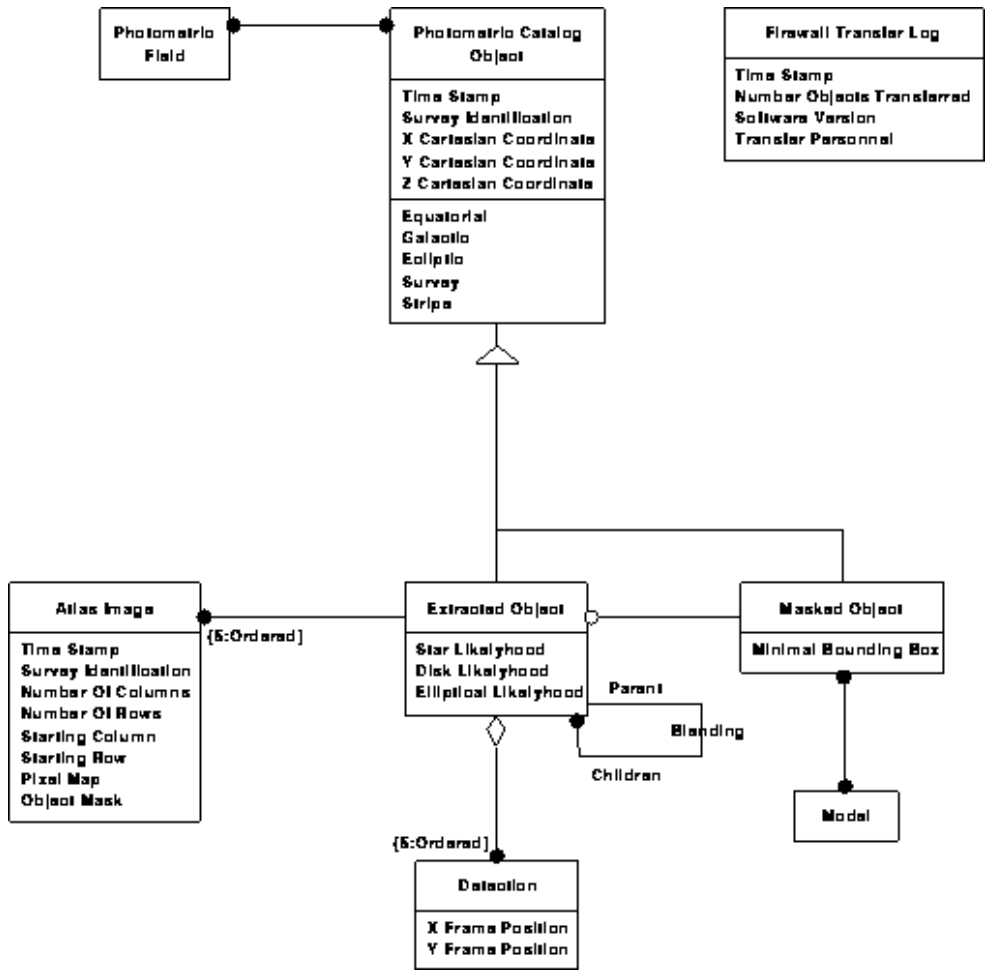 Photometric
Field
Photometric Catalog
Object
Time Stamp
Survey Identification
X Cartesian Coordinate
Y Cartesian Coordinate
Z Cartesian Coordinate
Equatorial
Galactic
Ecliptic
Survey
Stripe
Firewall Transfer Log
Time Stamp
Number Objects Transferred
Software Version
Transfer Personnel
Atlas Image
Time Stamp
Survey Identification
Number Of Columns
Number Of Rows
Starting Column
Starting Row
Pixel Map
Object Mask
{5:Ordered]
Extracted Object
Star Likelyhood
Disk Likelyhood
Elliptical Likelyhood
Masked Object
Minimal Bounding Box
Parent
Blending
Children
Model
{5:Ordered]
Detection
X Frame Position
Y Frame Position